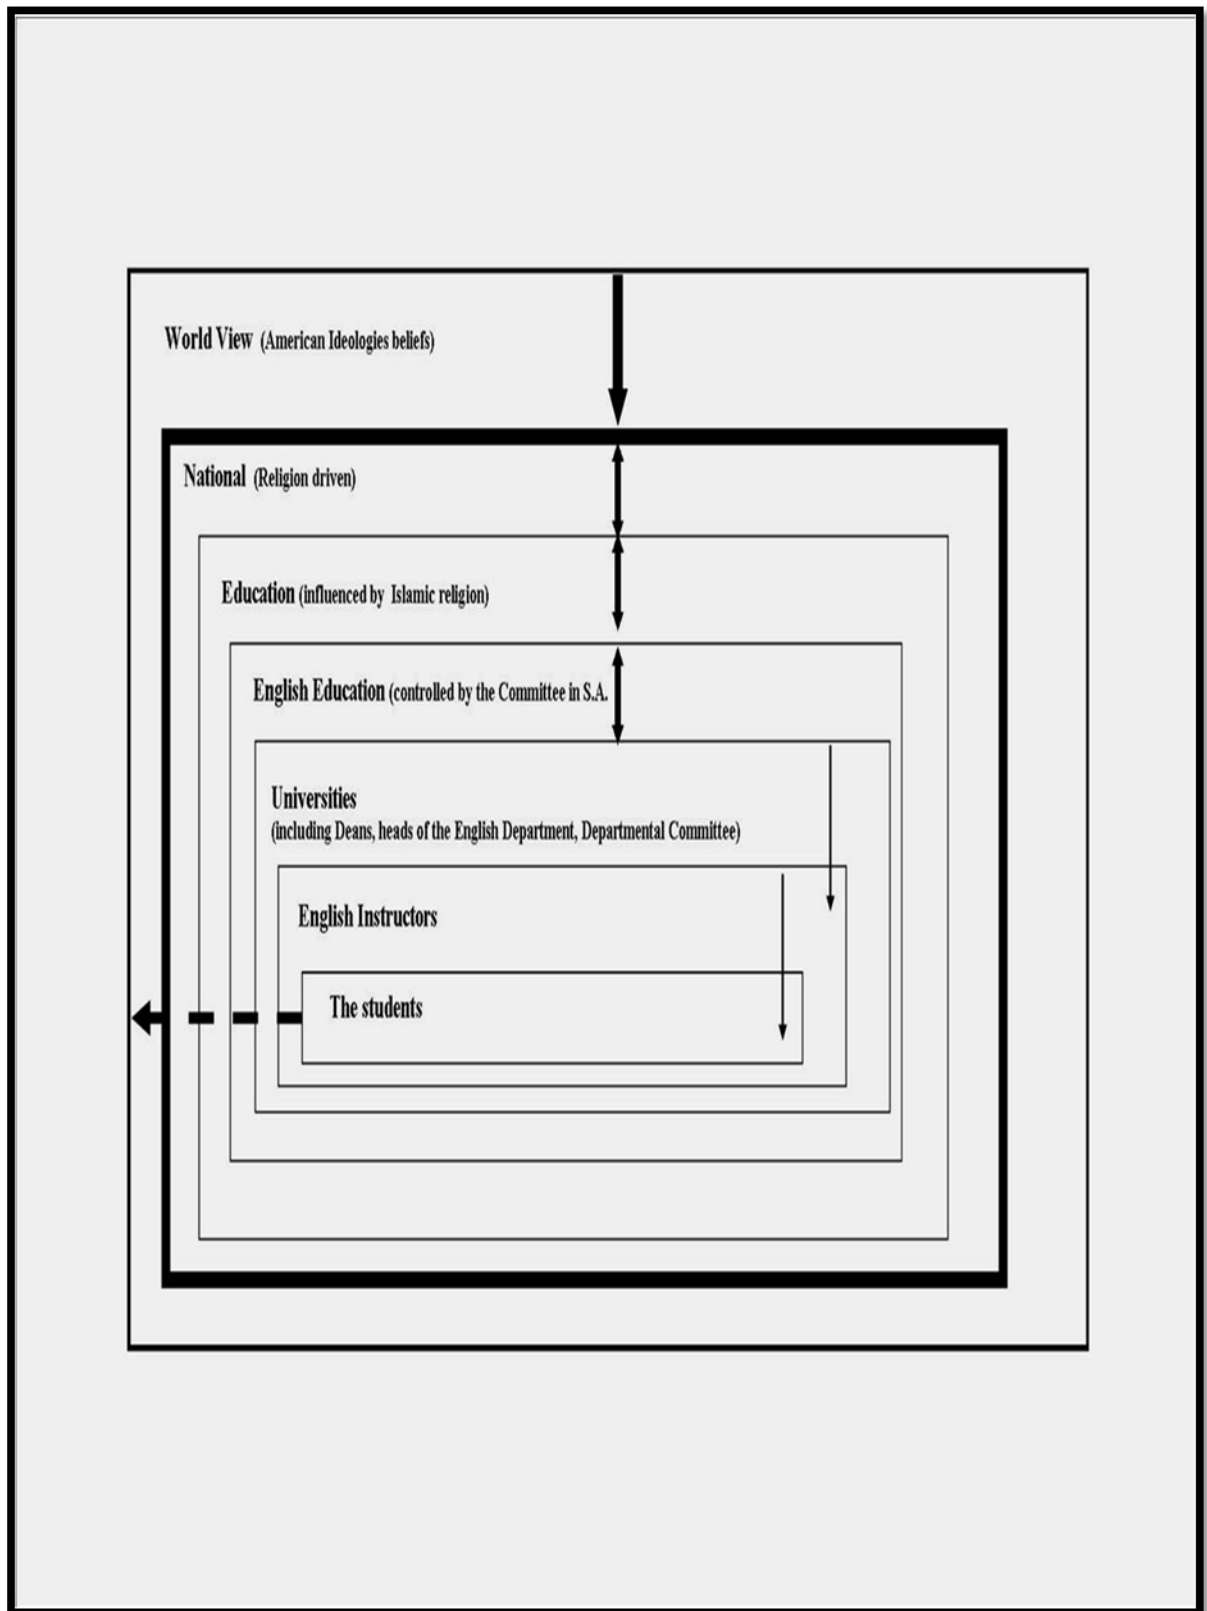 World View (American Ideologies beliefs)
National (Religion driven)
Education (influenced by Islamic religion)
English Education (controlled by the Committee in S.A.
Universities
(including Deans, heads of the English Department, Departmental Committee)
English Instructors
The students